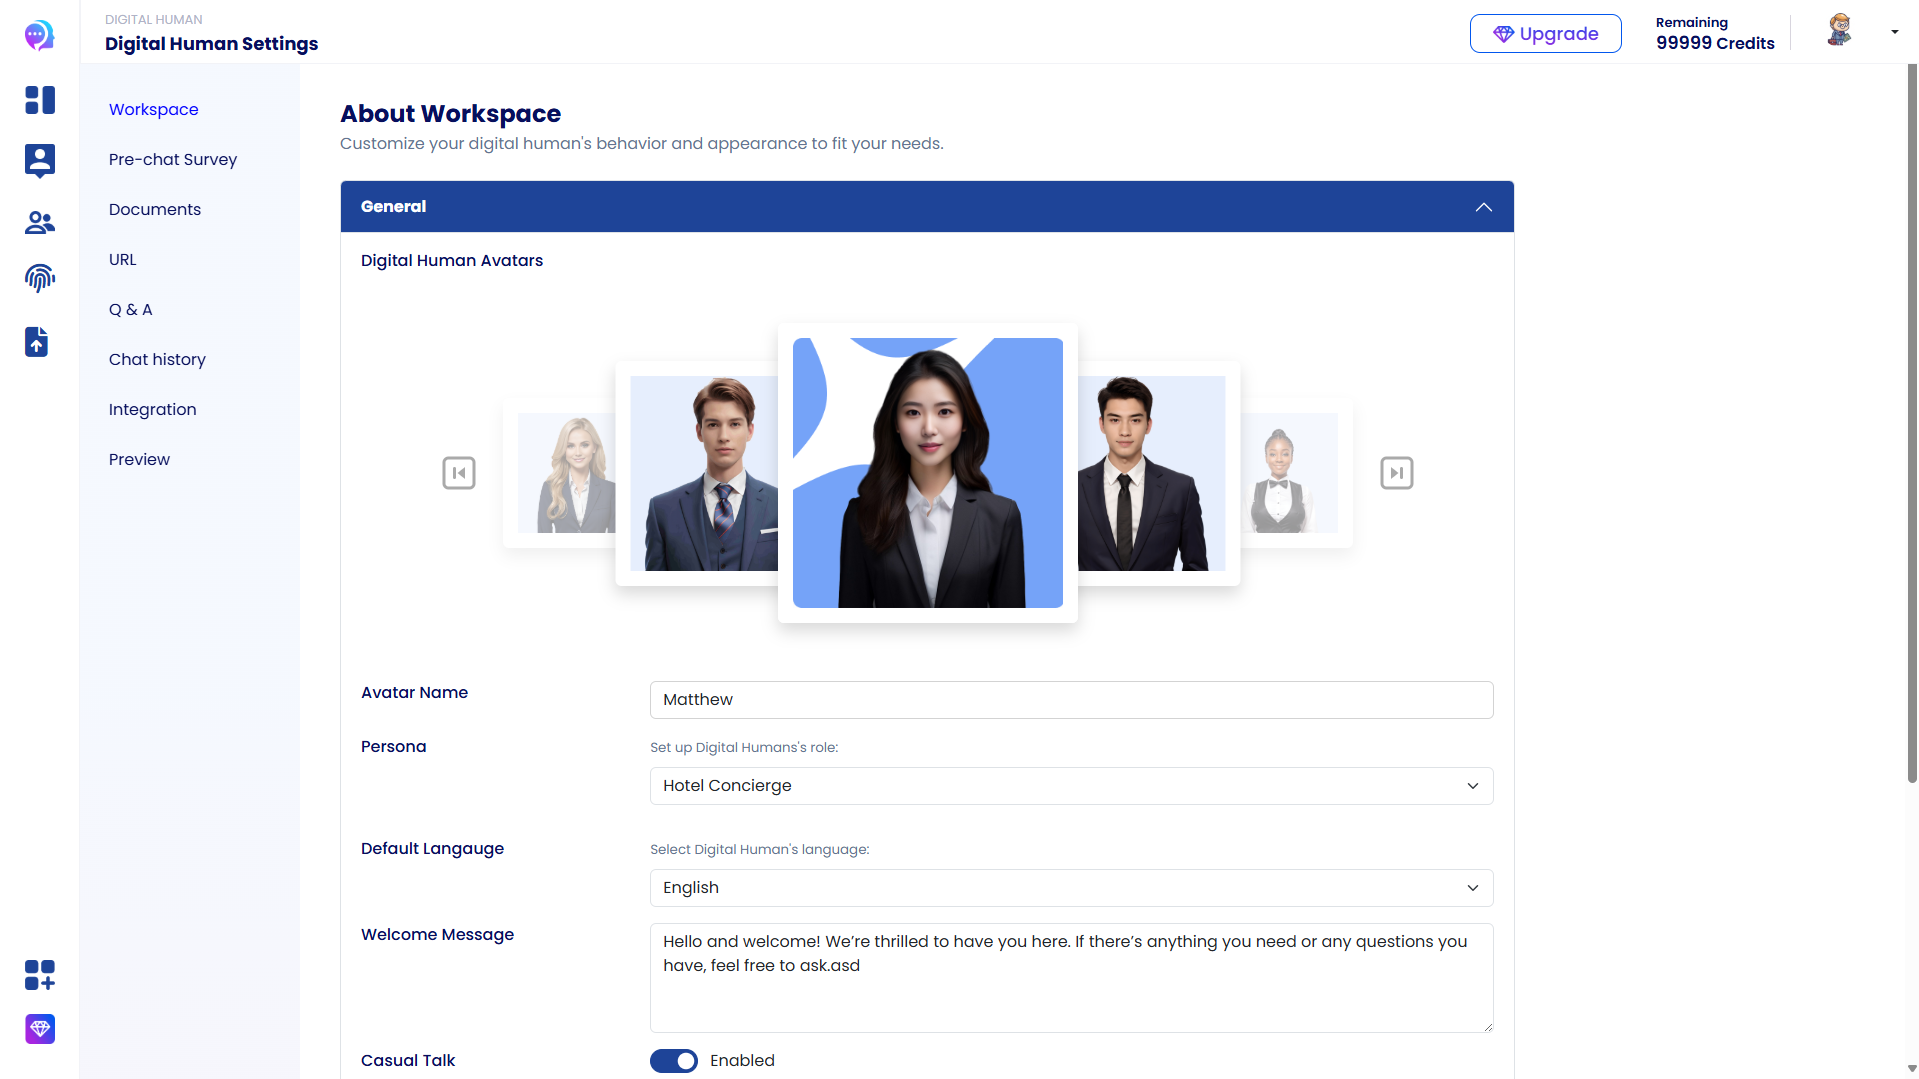 DIGITAL HUMAN
Digital Human Settings
Upgrade
Remaining
99999 Credits
Workspace
Pre-chat Survey
Documents
URL
Q & A
Chat history
Integration
Preview
About Workspace
Customize your digital human's behavior and appearance to fit your needs.
General
Digital Human Avatars
Avatar Name
Matthew
Persona
Set up Digital Humans's role:
Hotel Concierge
Default Langauge
Select Digital Human's language:
English
Welcome Message
Hello and welcome! We’re thrilled to have you here. If there’s anything you need or any questions you
have, feel free to ask.asd
Casual Talk
Enabled